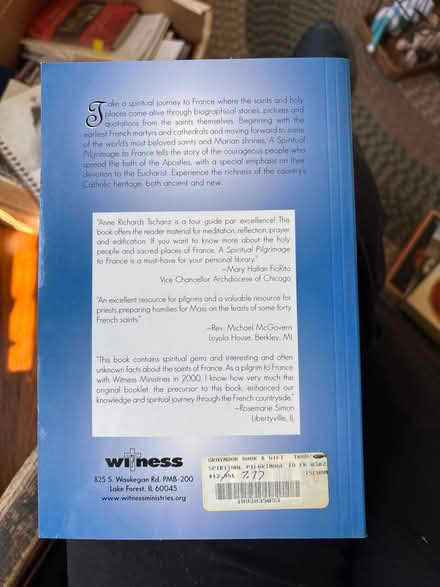 Take a spiritual journey to France where the saints and holy
places come alive through biographical stories, pictures and
quotations from the saints themselves. Beginning with the
earliest French martyrs and cathedrals and moving forward to some
of the world's most beloved saints and Marian shrines, A Spiritual
Pilgrimage to France tells the story of the courageous people who
spread the faith of the Apostles, with a special emphasis on their
devotion to the Eucharist. Experience the richness of the country's
Catholic heritage, both ancient and new.
"Anne Richards Tschanz is a tour guide par excellence! This
book offers the reader material for meditation, reflection, prayer
and edification. If you want to know more about the holy
people and sacred places of France, A Spiritual Pilgrimage
to France is a must-have for your personal library."
—Mary Hallan FioRito
Vice Chancellor Archdiocese of Chicago
"An excellent resource for pilgrims and a valuable resource for
priests preparing homilies for Mass on the feasts of some forty
French saints."
—Rev. Michael McGovern
Loyola House, Berkley, MI
"This book contains spiritual gems and interesting and often
unknown facts about the saints of France. As a pilgrim to France
with Witness Ministries in 2000, I know how very much the
original booklet, the precursor to this book, enhanced our
knowledge and spiritual journey through the French countryside."
—Rosemarie Simon
Libertyville, IL
witness
825 S. Waukegan Rd, PMB-200
Lake Forest, IL 60045
www.witnessministries.org
GRAYMOOR BOOK & GIFT
SPIRITUAL PILGRIMAGE TO FR
7.77